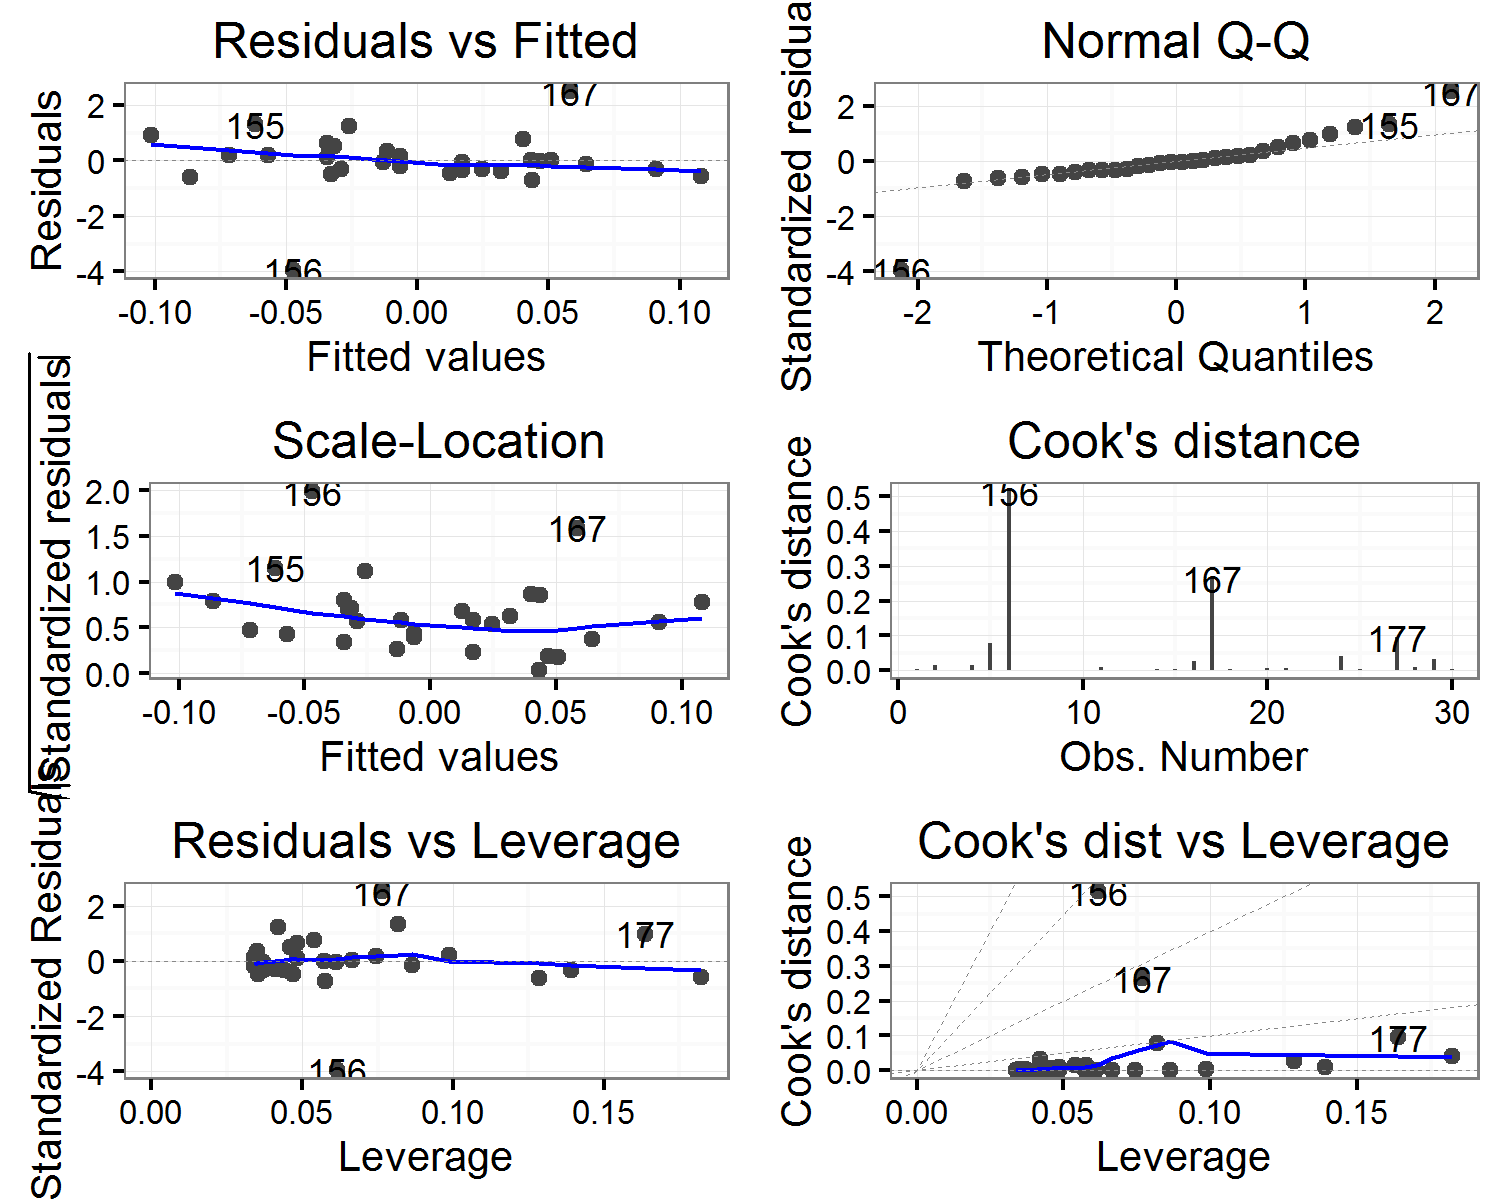 Residuals vs Fitted
Residuals
2
0
-2
-4
155
167
156
-0.10 -0.05 0.00 0.05 0.10
Fitted values
Normal Q-Q
Standardized residua
2
0
-2
-4
167
155
156
-2 -1 0 1 2
Theoretical Quantiles
Scale-Location
√|Standardized residuals|
2.0
1.5
1.0
0.5
0.0
156
167
155
-0.10 -0.05 0.00 0.05 0.10
Fitted values
Cook's distance
Cook's distance
0.5
0.4
0.3
0.2
0.1
0.0
156
167
177
0 10 20 30
Obs. Number
Residuals vs Leverage
Standardized Residuals
2
0
-2
-4
167
177
156
0.00 0.05 0.10 0.15
Leverage
Cook's dist vs Leverage
Cook's distance
0.5
0.4
0.3
0.2
0.1
0.0
156
167
177
0.00 0.05 0.10 0.15
Leverage